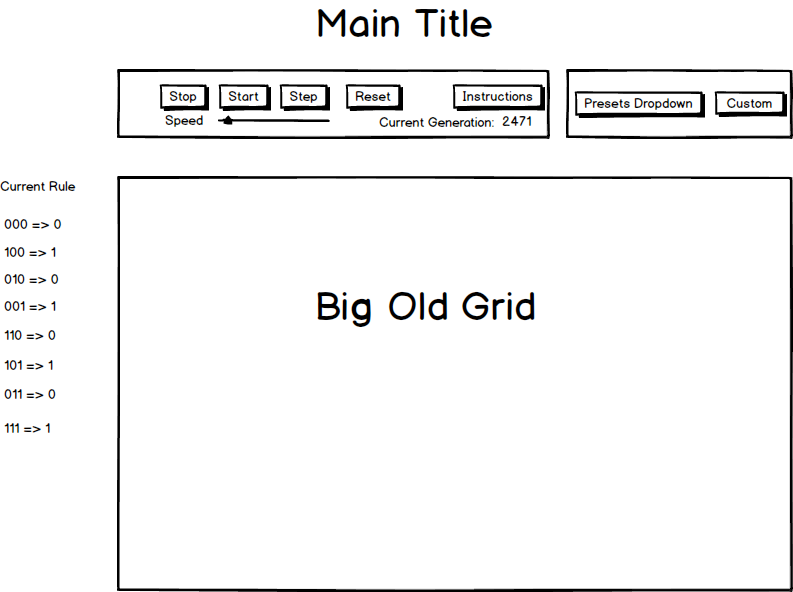 Main Title
Stop Start Step Reset Instructions
Speed Current Generation: 2471
Presets Dropdown Custom
Current Rule
000 => 0
100 => 1
010 => 0
001 => 1
110 => 0
101 => 1
011 => 0
111 => 1
Big Old Grid